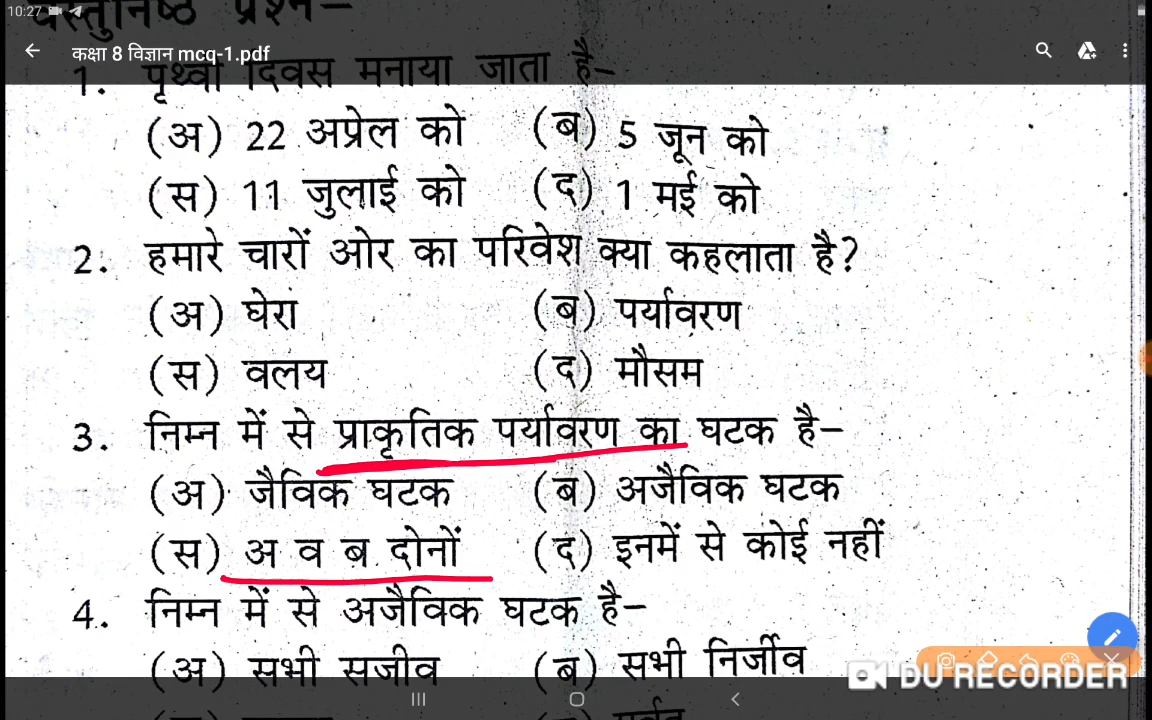 वस्तुनिष्ठ प्रश्न–
10:27
कक्षा 8 विज्ञान mcq-1.pdf
1. पृथ्वी दिवस मनाया जाता है–
(अ) 22 अप्रेल को (ब) 5 जून को
(स) 11 जुलाई को (द) 1 मई को
2. हमारे चारों ओर का परिवेश क्या कहलाता है?
(अ) घेरा (ब) पर्यावरण
(स) वलय (द) मौसम
3. निम्न में से प्राकृतिक पर्यावरण का घटक है–
(अ) जैविक घटक (ब) अजैविक घटक
(स) अ व ब दोनों (द) इनमें से कोई नहीं
4. निम्न में से अजैविक घटक है–
(अ) सभी सजीव (ब) सभी निर्जीव
DU RECORDER